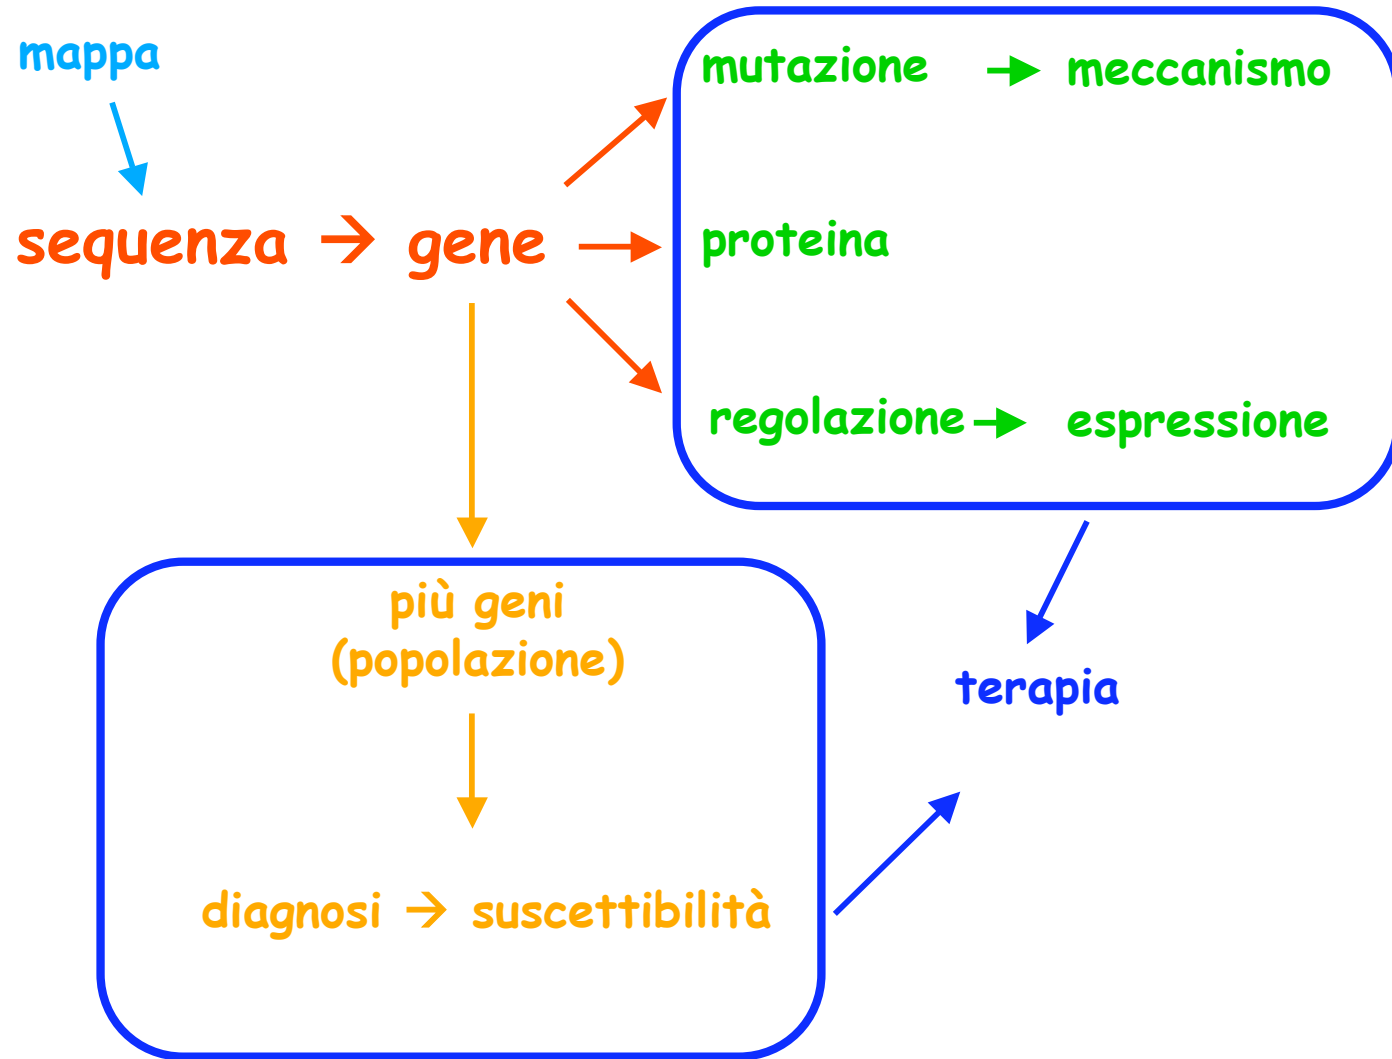 mappa
mutazione → meccanismo
sequenza → gene
proteina
regolazione → espressione
più geni
(popolazione)
terapia
diagnosi → suscettibilità